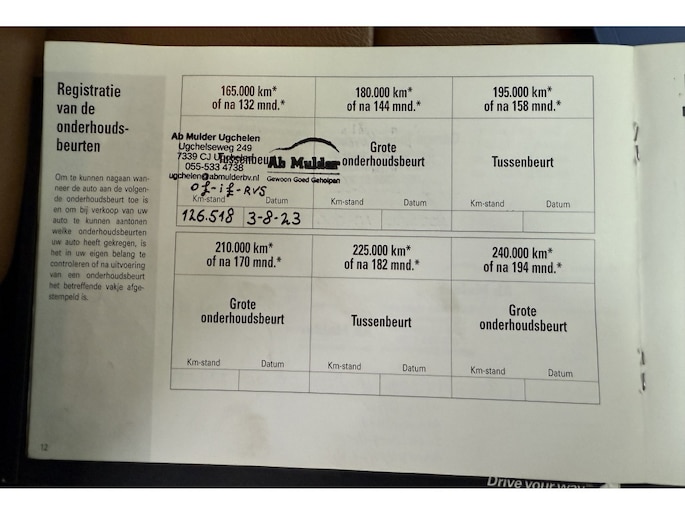 Registratie
van de
onderhouds-
beurten
Om te kunnen nagaan wan-
neer de auto aan de volgen-
de onderhoudsbeurt toe is
en om bij verkoop van uw
auto te kunnen aantonen
welke onderhoudsbeurten
uw auto heeft gekregen, is
het in uw eigen belang te
controleren of na uitvoering
van een onderhoudsbeurt
het betreffende vakje afge-
stempeld is.
165.000 km*
of na 132 mnd.*
180.000 km*
of na 144 mnd.*
195.000 km*
of na 158 mnd.*
Ab Mulder Ugchelen
Ugchelseweg 249
7339 CJ Ugchelen
055-533 4738
ugchelen@abmulderbv.nl
Tussenbeurt
Ab Mulder
Gewoon Goed Geholpen
Grote
onderhoudsbeurt
Tussenbeurt
Km-stand Datum
Km-stand Datum
Km-stand Datum
126.518 3-8-23
210.000 km*
of na 170 mnd.*
225.000 km*
of na 182 mnd.*
240.000 km*
of na 194 mnd.*
Grote
onderhoudsbeurt
Tussenbeurt
Grote
onderhoudsbeurt
Km-stand Datum
Km-stand Datum
Km-stand Datum
12
Drive your way